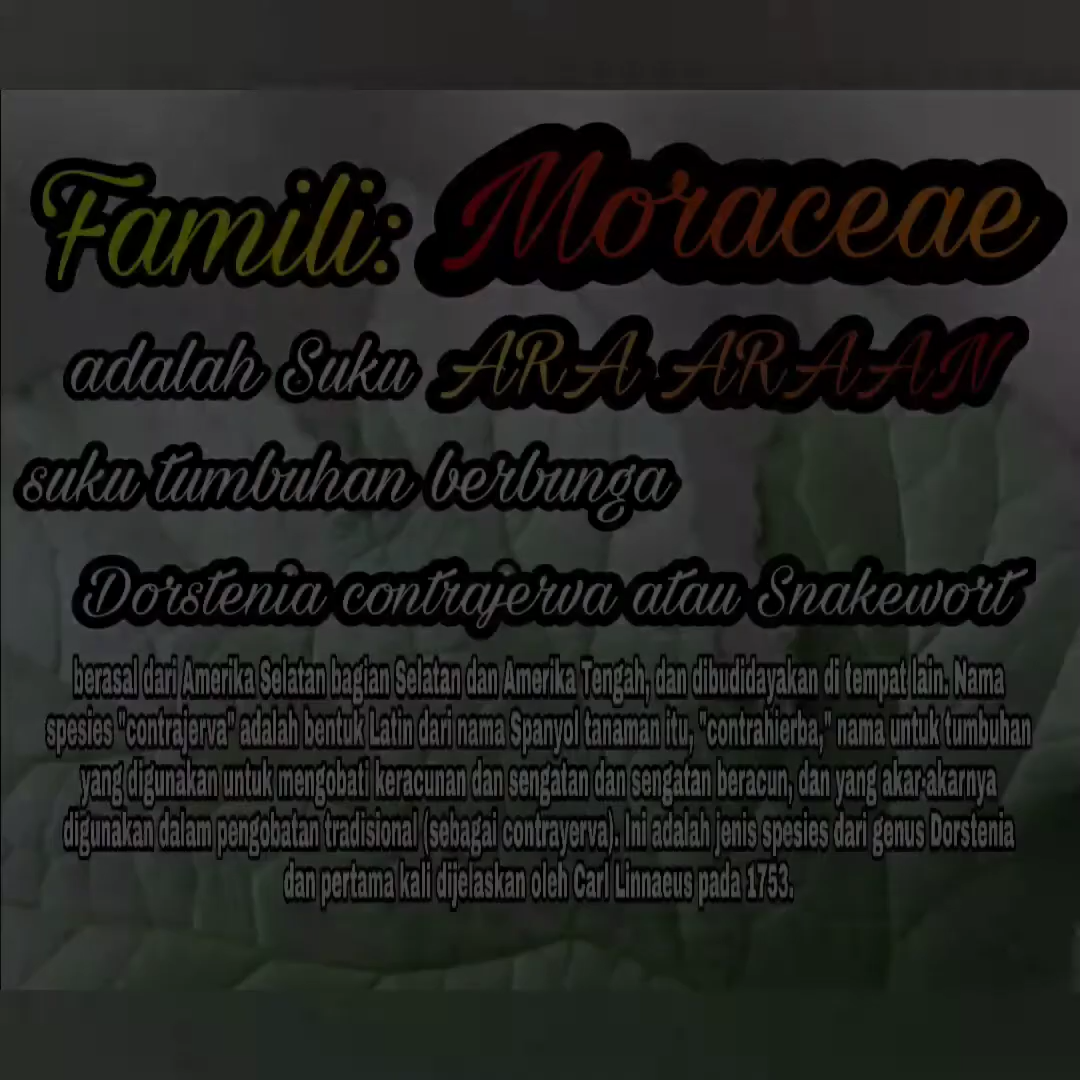 Famili: Moraceae
adalah Suku ARA ARAAN
suku tumbuhan berbunga
Dorstenia contrajerva atau Snakewort
berasal dari Amerika Selatan bagian Selatan dan Amerika Tengah, dan dibudidayakan di tempat lain. Nama
spesies "contrajerva" adalah bentuk Latin dari nama Spanyol tanaman itu, "contrahierba," nama untuk tumbuhan
yang digunakan untuk mengobati keracunan dan sengatan dan sengatan beracun, dan yang akar-akarnya
digunakan dalam pengobatan tradisional (sebagai contrayerva). Ini adalah jenis spesies dari genus Dorstenia
dan pertama kali dijelaskan oleh Carl Linnaeus pada 1753.